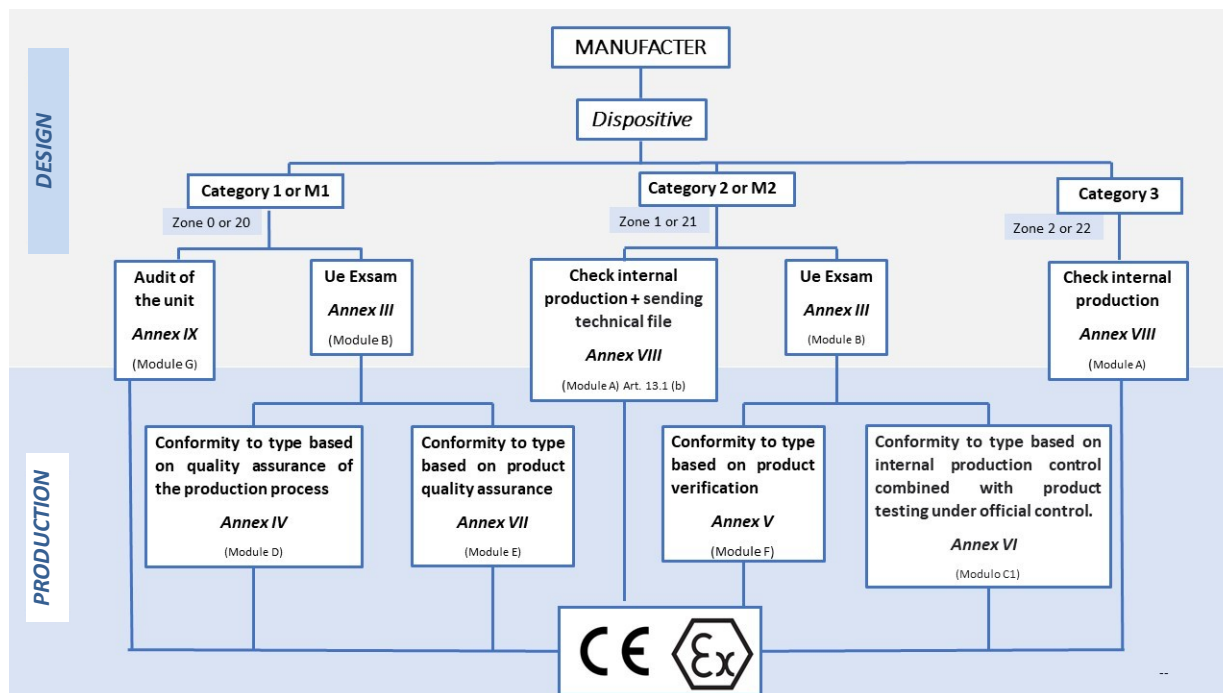 MANUFACTER
Dispositive
DESIGN
Category 1 or M1
Category 2 or M2
Category 3
Zone 0 or 20
Zone 1 or 21
Zone 2 or 22
Audit of
the unit
Annex IX
(Module G)
Ue Exsam
Annex III
(Module B)
Check internal
production + sending
technical file
Annex VIII
(Module A) Art. 13.1 (b)
Ue Exsam
Annex III
(Module B)
Check internal
production
Annex VIII
(Module A)
PRODUCTION
Conformity to type based
on quality assurance of
the production process
Annex IV
(Module D)
Conformity to type
based on product
quality assurance
Annex VII
(Module E)
Conformity to type
based on product
verification
Annex V
(Module F)
Conformity to type based on
internal production control
combined with product
testing under official control.
Annex VI
(Modulo C1)
CE Ex
--